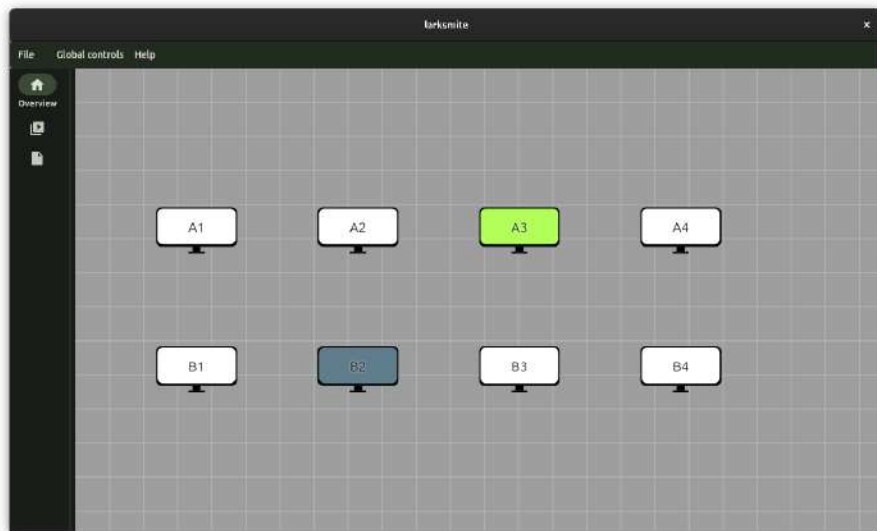 larksmite
File Global controls Help
Overview
A1 A2 A3 A4
B1 B2 B3 B4